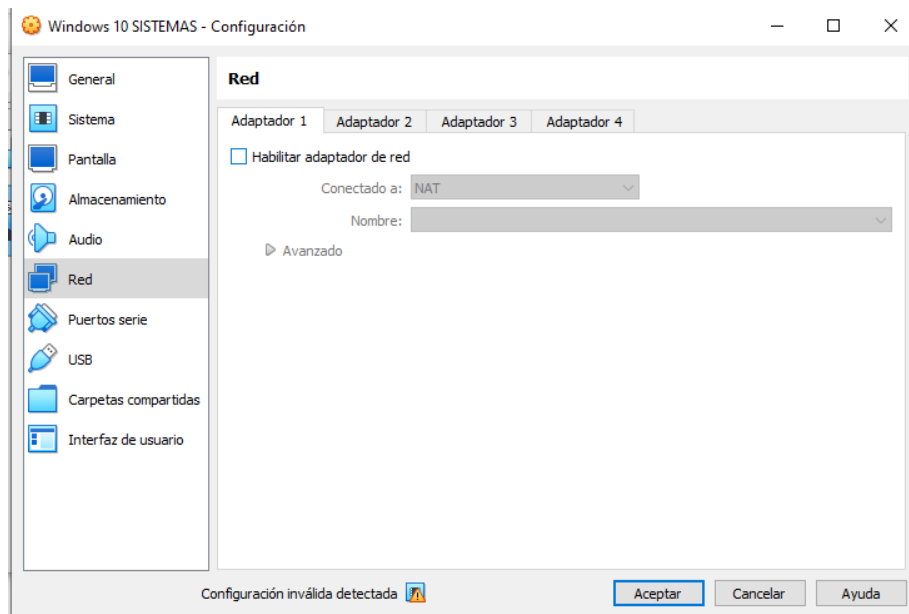 Windows 10 SISTEMAS - Configuración
General
Sistema
Pantalla
Almacenamiento
Audio
Red
Puertos serie
USB
Carpetas compartidas
Interfaz de usuario
Red
Adaptador 1 Adaptador 2 Adaptador 3 Adaptador 4
Habilitar adaptador de red
Conectado a: NAT
Nombre:
Avanzado
Configuración inválida detectada
Aceptar Cancelar Ayuda